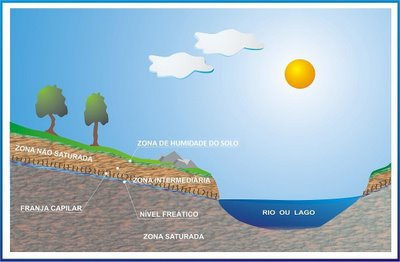 ZONA DE HUMIDADE DO SOLO
ZONA NÃO SATURADA
ZONA INTERMEDIÁRIA
FRANJA CAPILAR
NÍVEL FREÁTICO
RIO OU LAGO
ZONA SATURADA